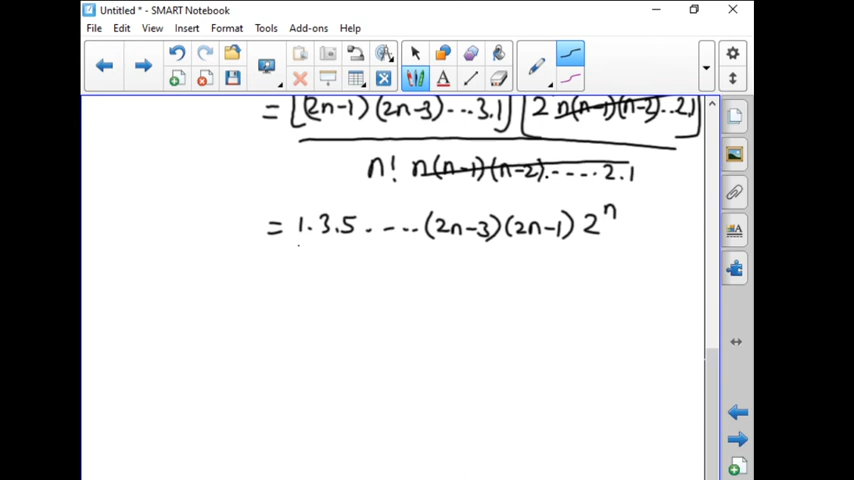 Untitled * - SMART Notebook
File Edit View Insert Format Tools Add-ons Help
= [(2n-1) (2n-3)...3.1] [2 n(n-1)(n-2)..2.1]
n! n(n-1)(n-2).....2.1
= 1.3.5.....(2n-3)(2n-1) 2^n